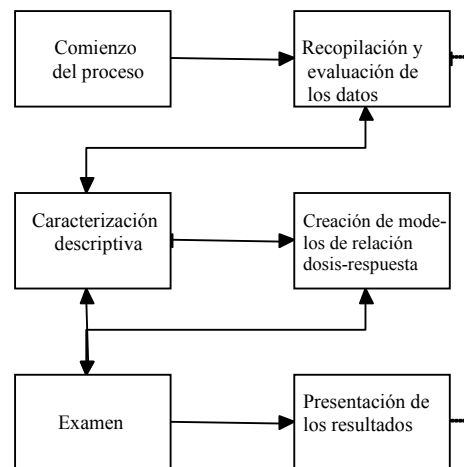 Comienzo
del proceso
Recopilación y
evaluación de
los datos
Caracterización
descriptiva
Creación de mode-
los de relación
dosis-respuesta
Examen
Presentación de
los resultados